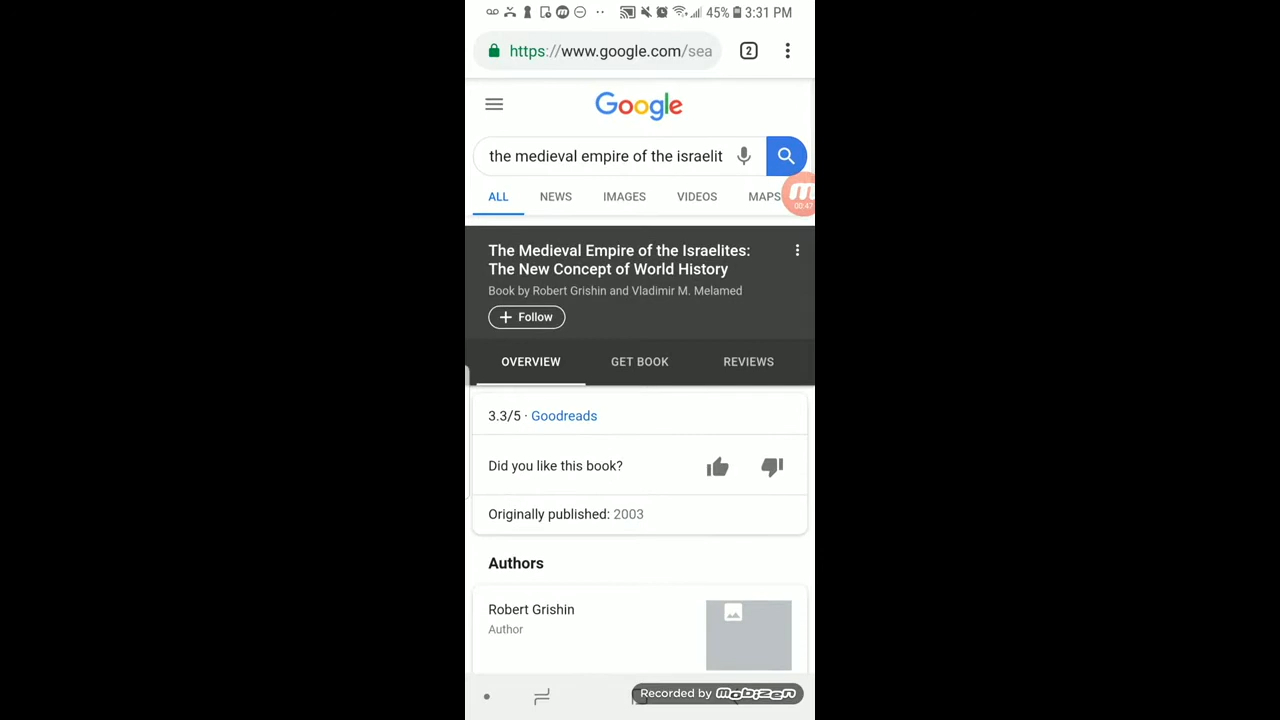 45% 3:31 PM
https://www.google.com/sea
2
Google
the medieval empire of the israelit
ALL NEWS IMAGES VIDEOS MAPS
00:47
The Medieval Empire of the Israelites:
The New Concept of World History
Book by Robert Grishin and Vladimir M. Melamed
+ Follow
OVERVIEW GET BOOK REVIEWS
3.3/5 · Goodreads
Did you like this book?
Originally published: 2003
Authors
Robert Grishin
Author
Recorded by mobizen